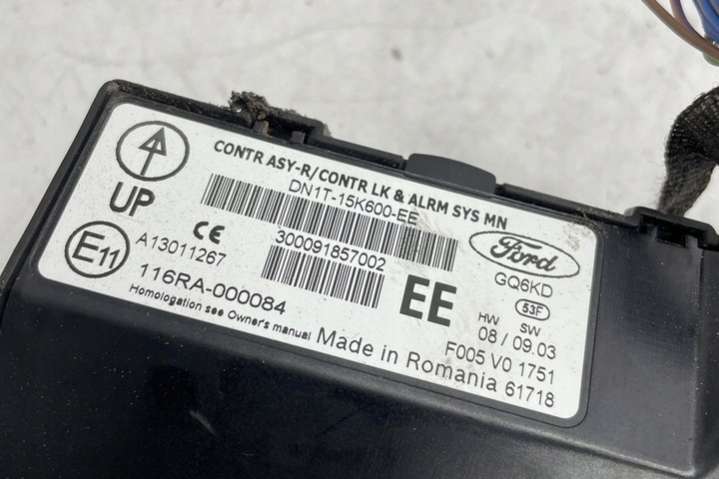 CONTR ASY-R/CONTR LK & ALRM SYS MN
DN1T-15K600-EE
UP
CE
300091857002
Ford
GQ6KD
E11
A13011267
116RA-000084
EE
53F
HW SW
08 / 09.03
Homologation see Owner's manual
Made in Romania
F005 V0 1751
61718